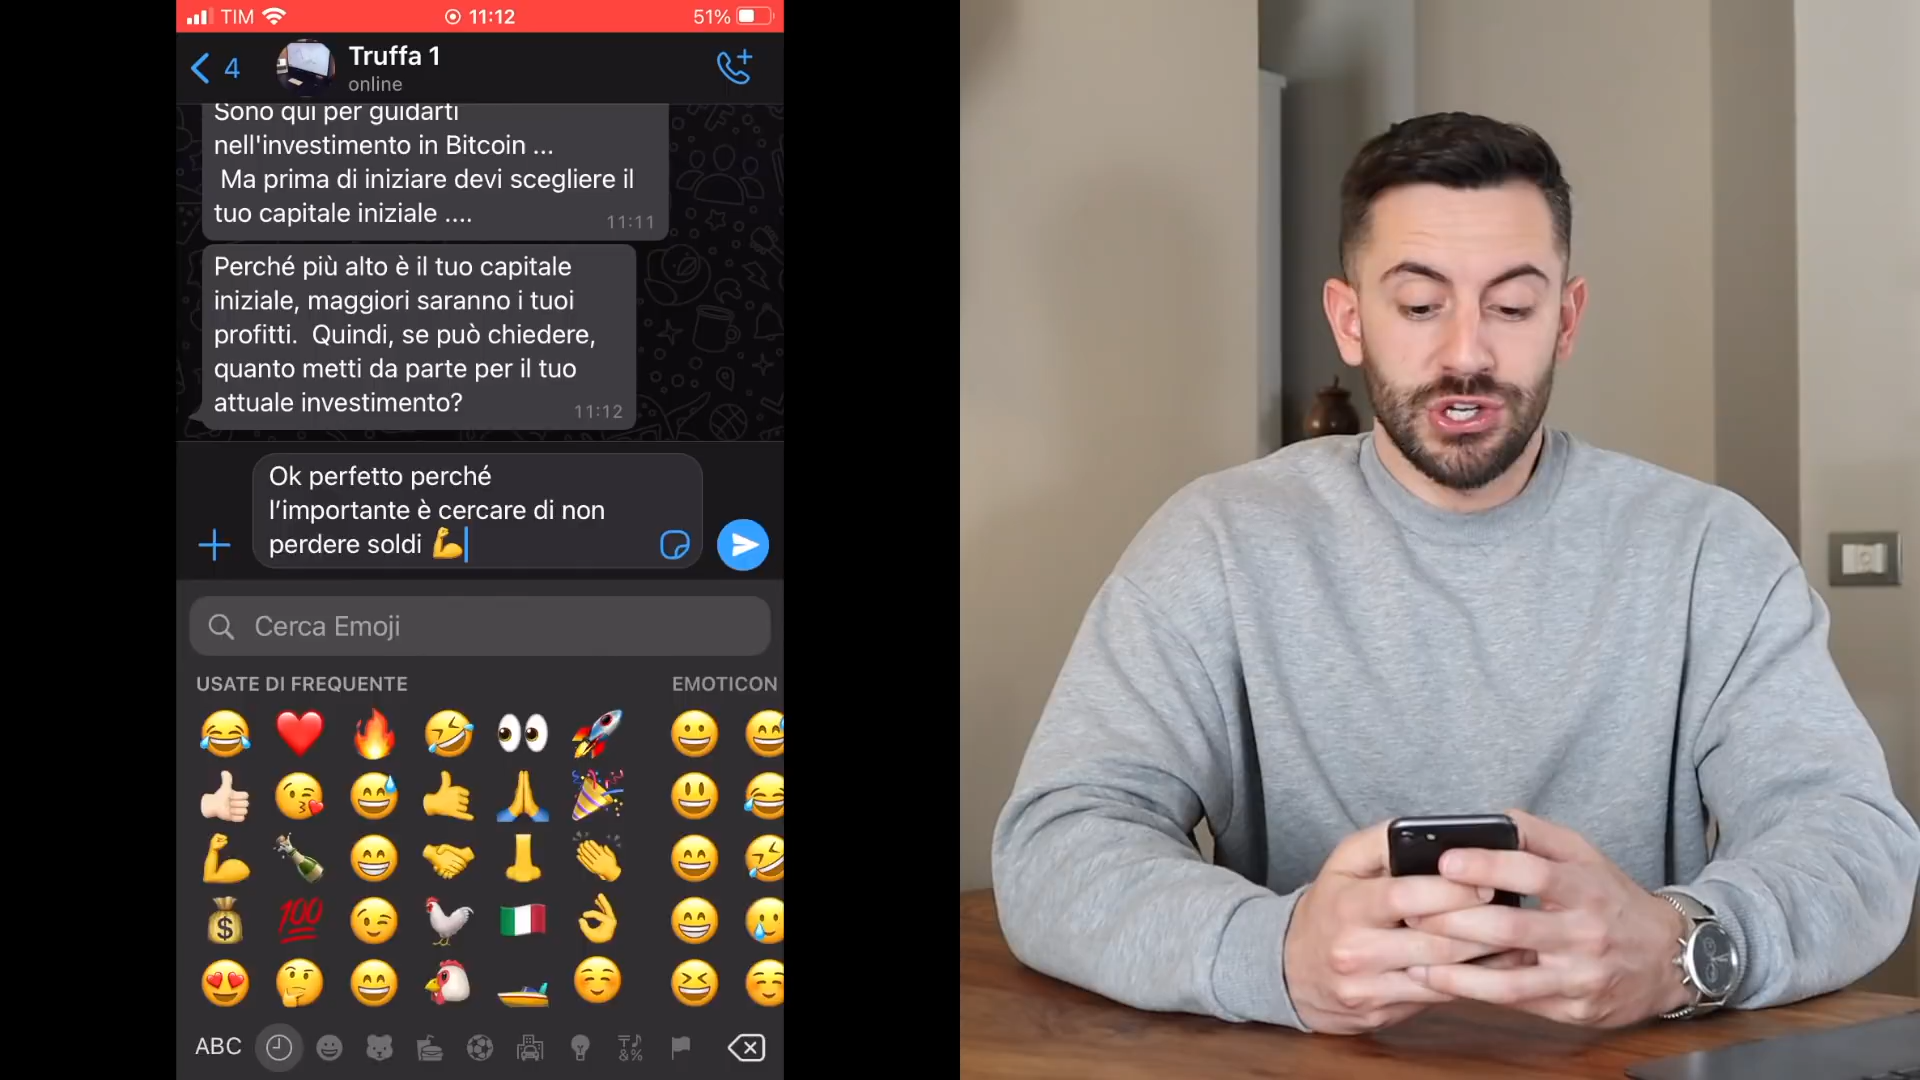 TIM 11:12 51%
4 Truffa 1
online
Sono qui per guidarti
nell'investimento in Bitcoin ...
Ma prima di iniziare devi scegliere il
tuo capitale iniziale ....
11:11
Perché più alto è il tuo capitale
iniziale, maggiori saranno i tuoi
profitti. Quindi, se può chiedere,
quanto metti da parte per il tuo
attuale investimento?
11:12
Ok perfetto perché
l’importante è cercare di non
perdere soldi 💪
Cerca Emoji
USATE DI FREQUENTE EMOTICON
ABC